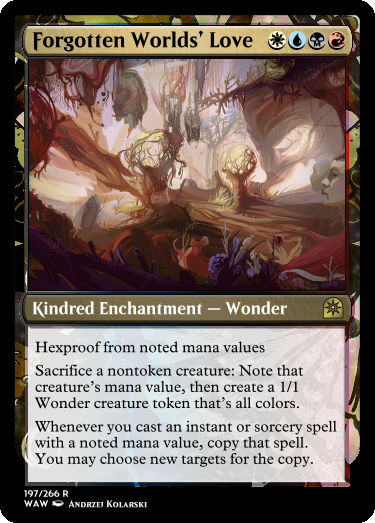 Forgotten Worlds' Love
Kindred Enchantment — Wonder
Hexproof from noted mana values
Sacrifice a nontoken creature: Note that
creature's mana value, then create a 1/1
Wonder creature token that's all colors.
Whenever you cast an instant or sorcery spell
with a noted mana value, copy that spell.
You may choose new targets for the copy.
197/266 R
WAW Andrzej Kolarski